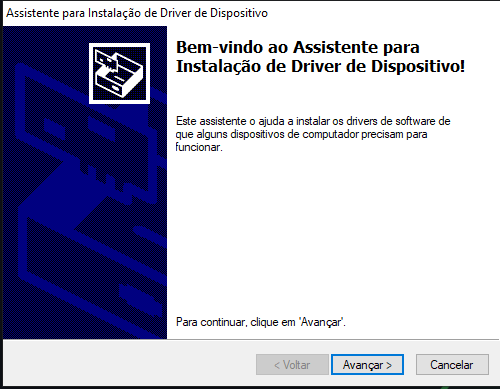 Assistente para Instalação de Driver de Dispositivo
Bem-vindo ao Assistente para
Instalação de Driver de Dispositivo!
Este assistente o ajuda a instalar os drivers de software de
que alguns dispositivos de computador precisam para
funcionar.
Para continuar, clique em 'Avançar'.
< Voltar
Avançar >
Cancelar